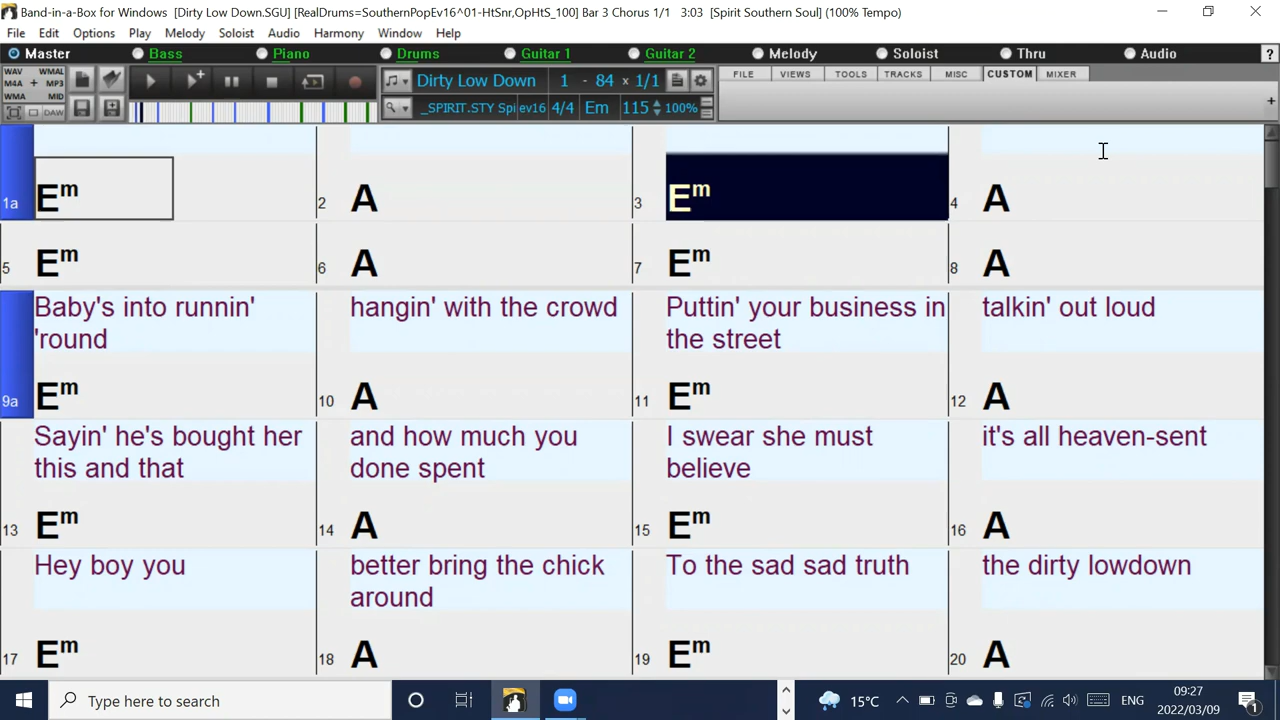 Band-in-a-Box for Windows [Dirty Low Down.SGU] [RealDrums=SouthernPopEv16^01-HtSnr,OpHtS_100] Bar 3 Chorus 1/1 3:03 [Spirit Southern Soul] (100% Tempo)
File Edit Options Play Melody Soloist Audio Harmony Window Help
Master Bass Piano Drums Guitar 1 Guitar 2 Melody Soloist Thru Audio ?
WAV WMAL
M4A + MP3
WMA MID
DAW
Dirty Low Down 1 - 84 x 1/1
_SPIRIT.STY Spi ev16 4/4 Em 115 100%
FILE VIEWS TOOLS TRACKS MISC CUSTOM MIXER
+
1a Em 2 A 3 Em 4 A
5 Em 6 A 7 Em 8 A
Baby's into runnin' 'round hangin' with the crowd Puttin' your business in the street talkin' out loud
9a Em 10 A 11 Em 12 A
Sayin' he's bought her this and that and how much you done spent I swear she must believe it's all heaven-sent
13 Em 14 A 15 Em 16 A
Hey boy you better bring the chick around To the sad sad truth the dirty lowdown
17 Em 18 A 19 Em 20 A
Type here to search 15°C ENG 09:27 2022/03/09 1